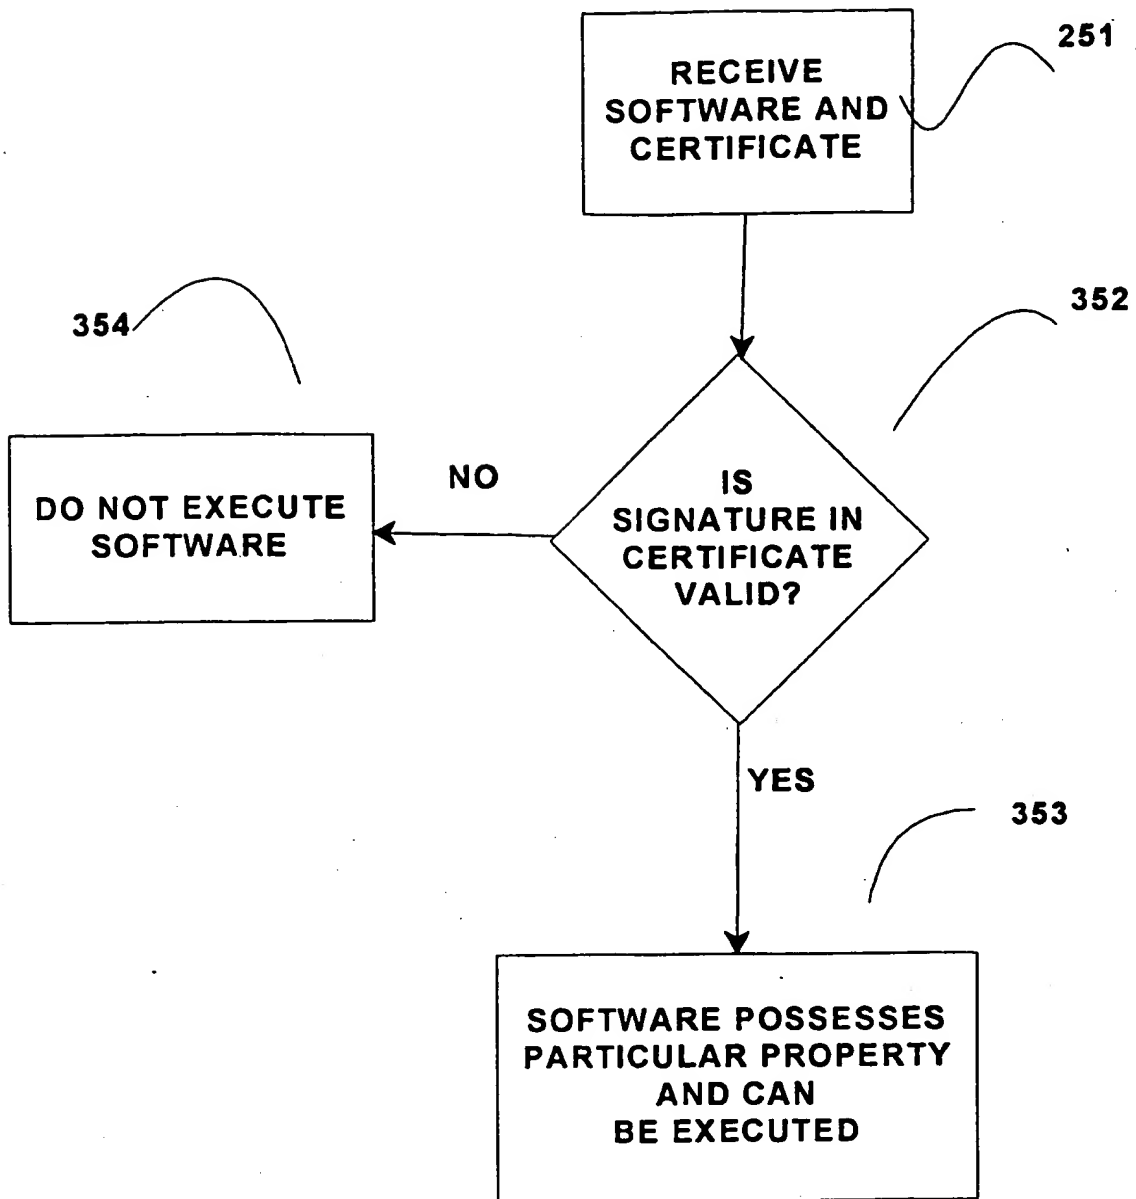 251
RECEIVE
SOFTWARE AND
CERTIFICATE
352
354
NO
IS
SIGNATURE IN
CERTIFICATE
VALID?
DO NOT EXECUTE
SOFTWARE
YES
353
SOFTWARE POSSESSES
PARTICULAR PROPERTY
AND CAN
BE EXECUTED